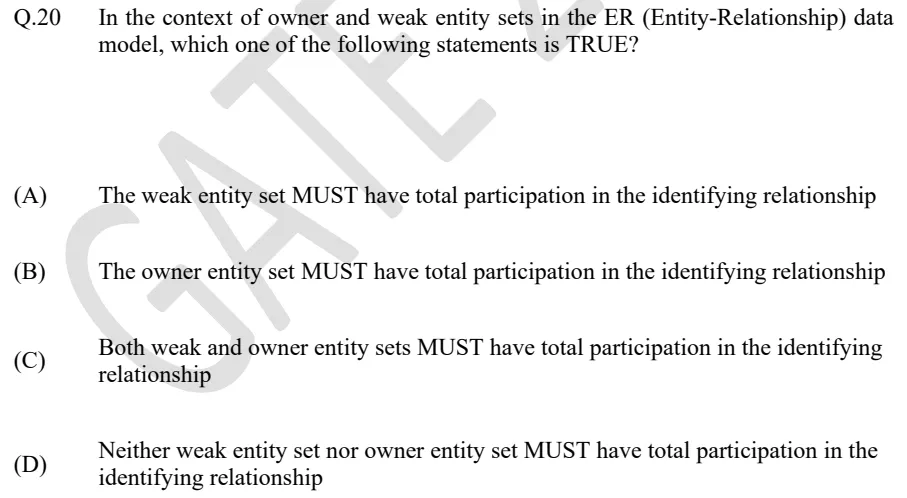 Q.20 In the context of owner and weak entity sets in the ER (Entity-Relationship) data
model, which one of the following statements is TRUE?
(A) The weak entity set MUST have total participation in the identifying relationship
(B) The owner entity set MUST have total participation in the identifying relationship
(C) Both weak and owner entity sets MUST have total participation in the identifying
relationship
(D) Neither weak entity set nor owner entity set MUST have total participation in the
identifying relationship
GATE